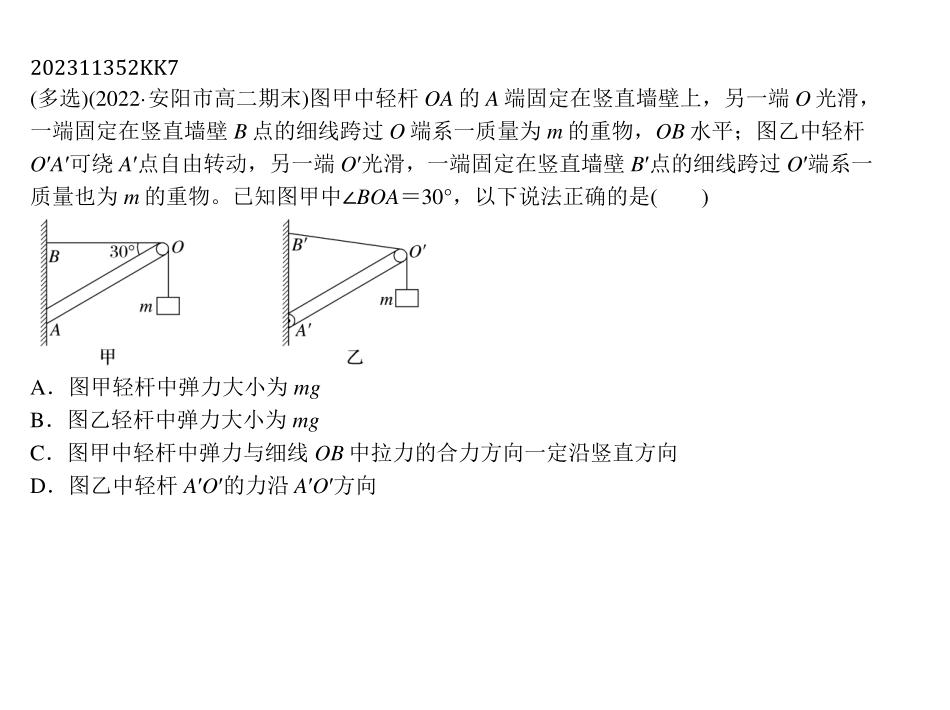 202311352KK7
(多选)(2022·安阳市高二期末)图甲中轻杆 OA 的 A 端固定在竖直墙壁上，另一端 O 光滑，
一端固定在竖直墙壁 B 点的细线跨过 O 端系一质量为 m 的重物，OB 水平；图乙中轻杆
O′A′可绕 A′点自由转动，另一端 O′光滑，一端固定在竖直墙壁 B′点的细线跨过 O′端系一
质量也为 m 的重物。已知图甲中∠BOA＝30°，以下说法正确的是(　　)
B 30° O
m
A
甲
B′ O′
m
A′
乙
A．图甲轻杆中弹力大小为 mg
B．图乙轻杆中弹力大小为 mg
C．图甲中轻杆中弹力与细线 OB 中拉力的合力方向一定沿竖直方向
D．图乙中轻杆 A′O′的力沿 A′O′方向